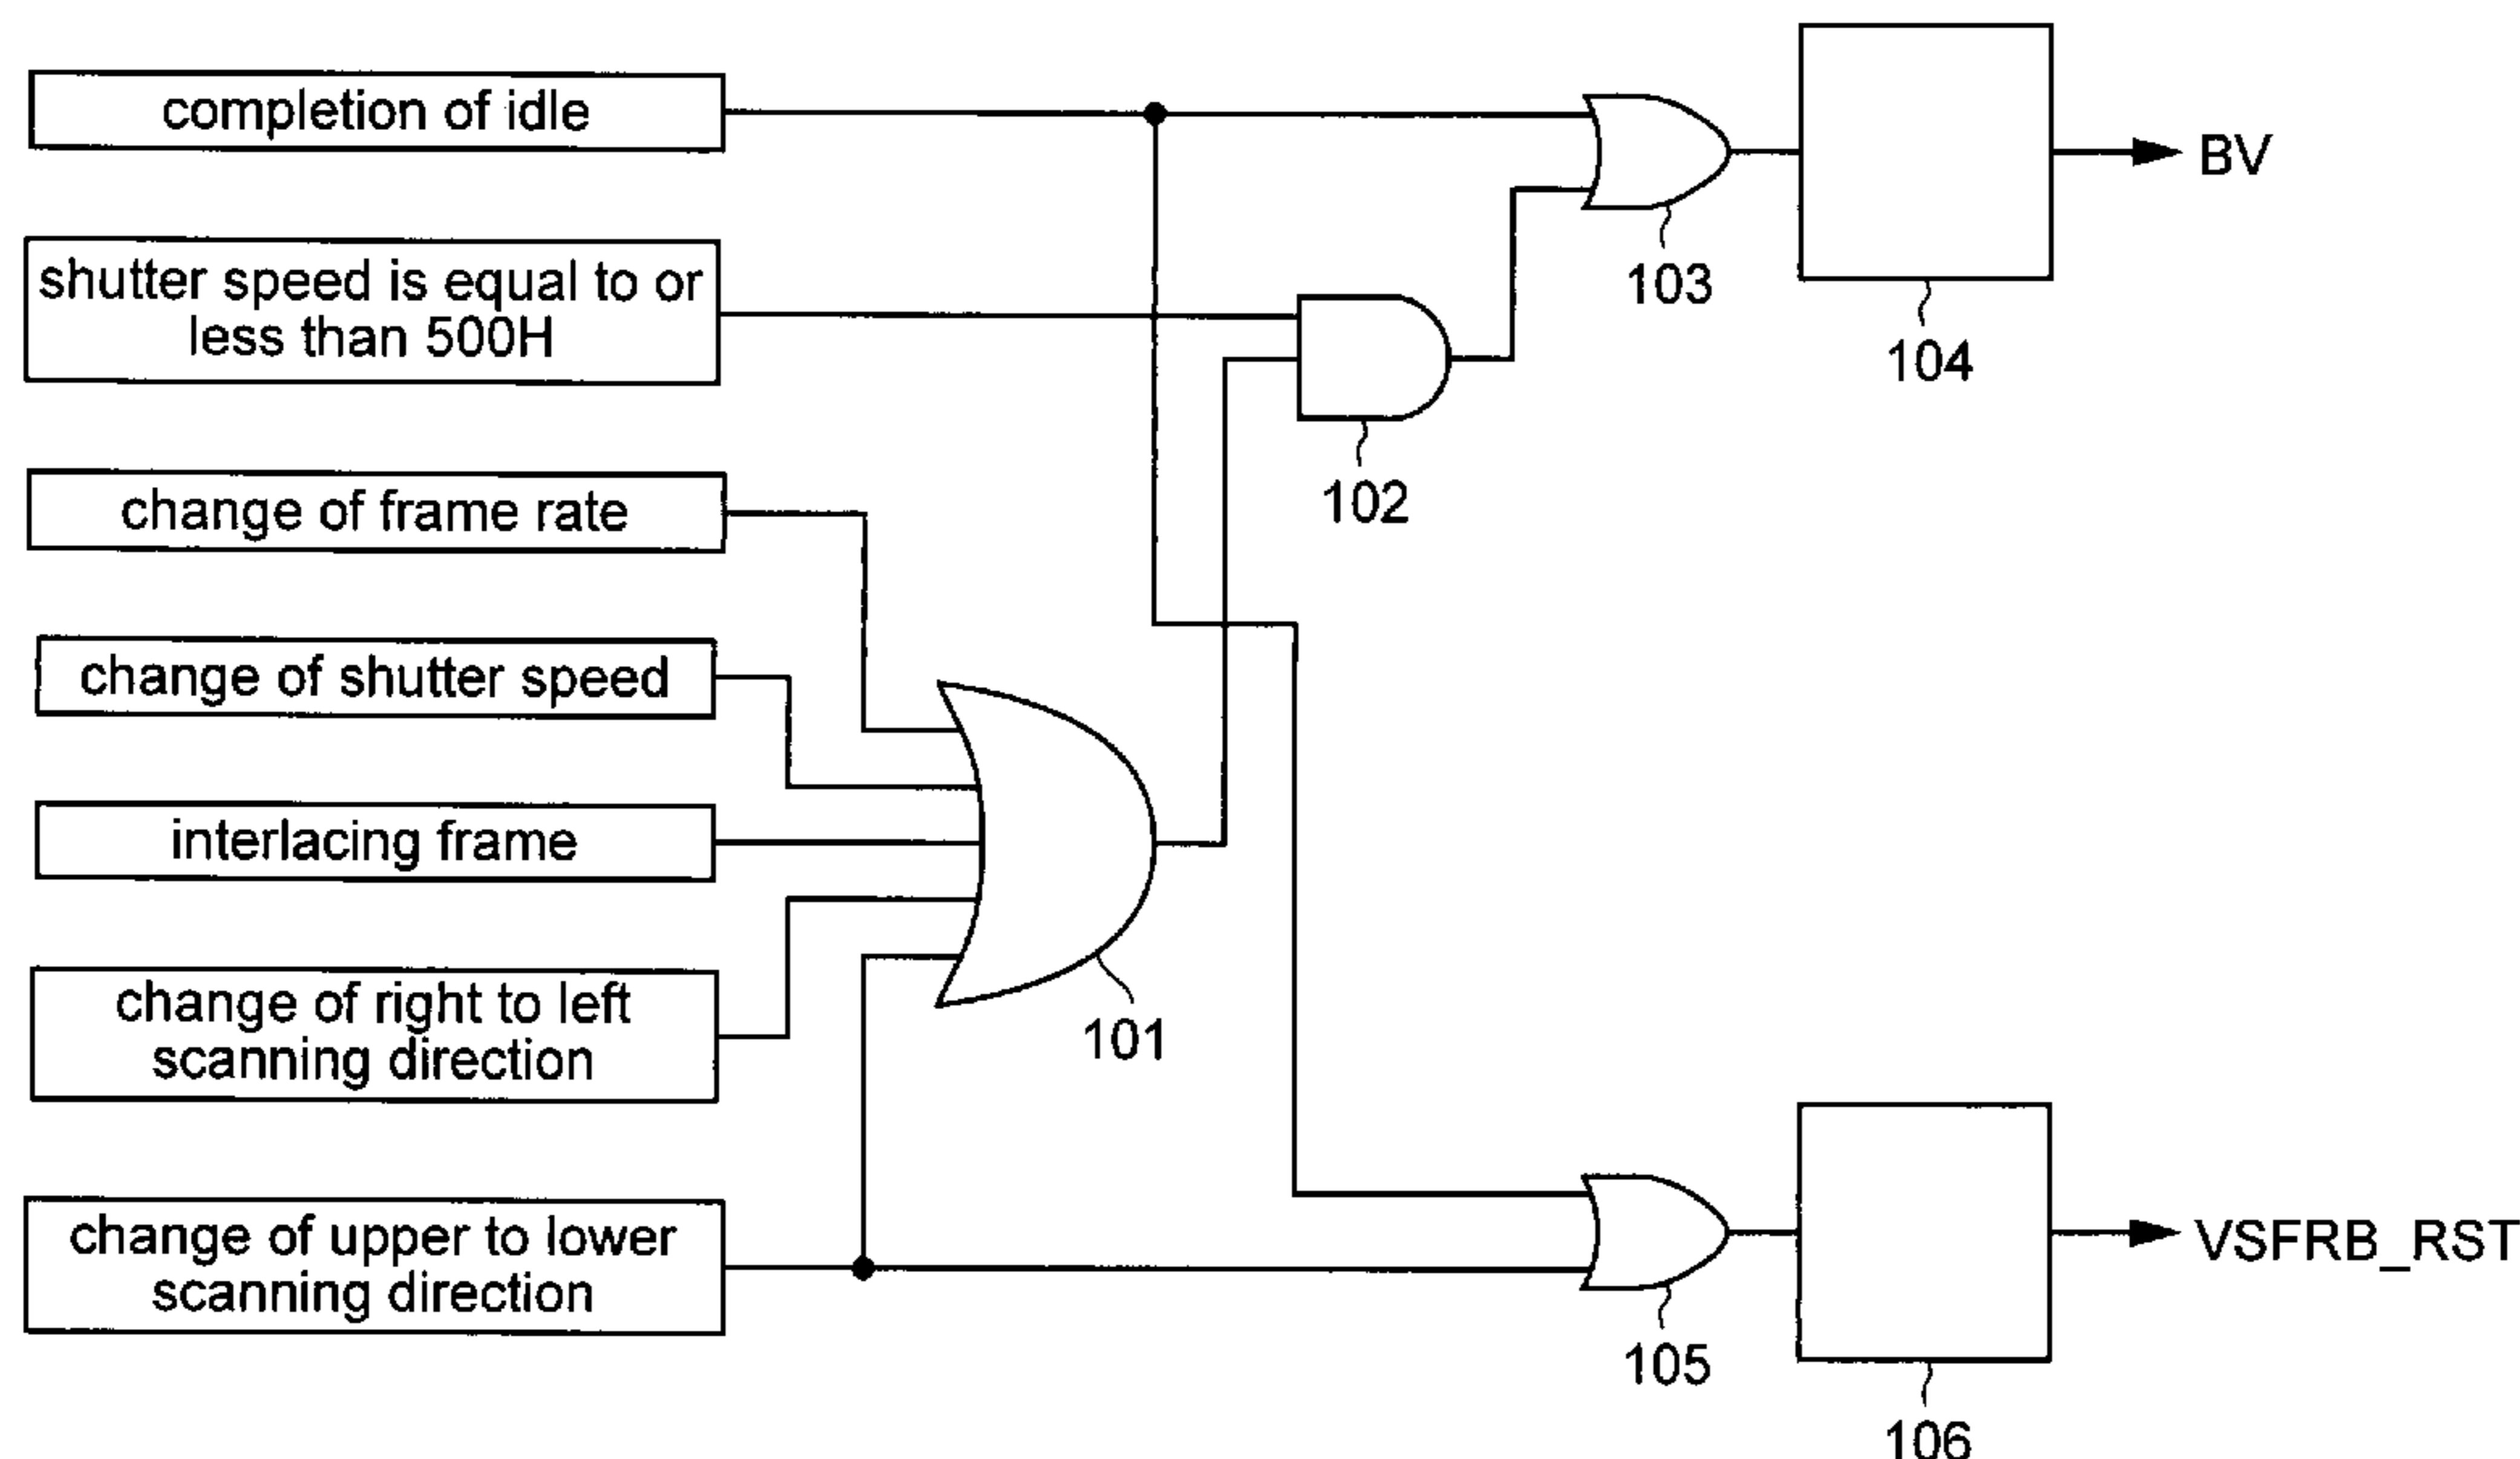 completion of idle
BV
103
shutter speed is equal to or
less than 500H
104
102
change of frame rate
change of shutter speed
interlacing frame
change of right to left
scanning direction
101
change of upper to lower
scanning direction
VSFRB_RST
105
106